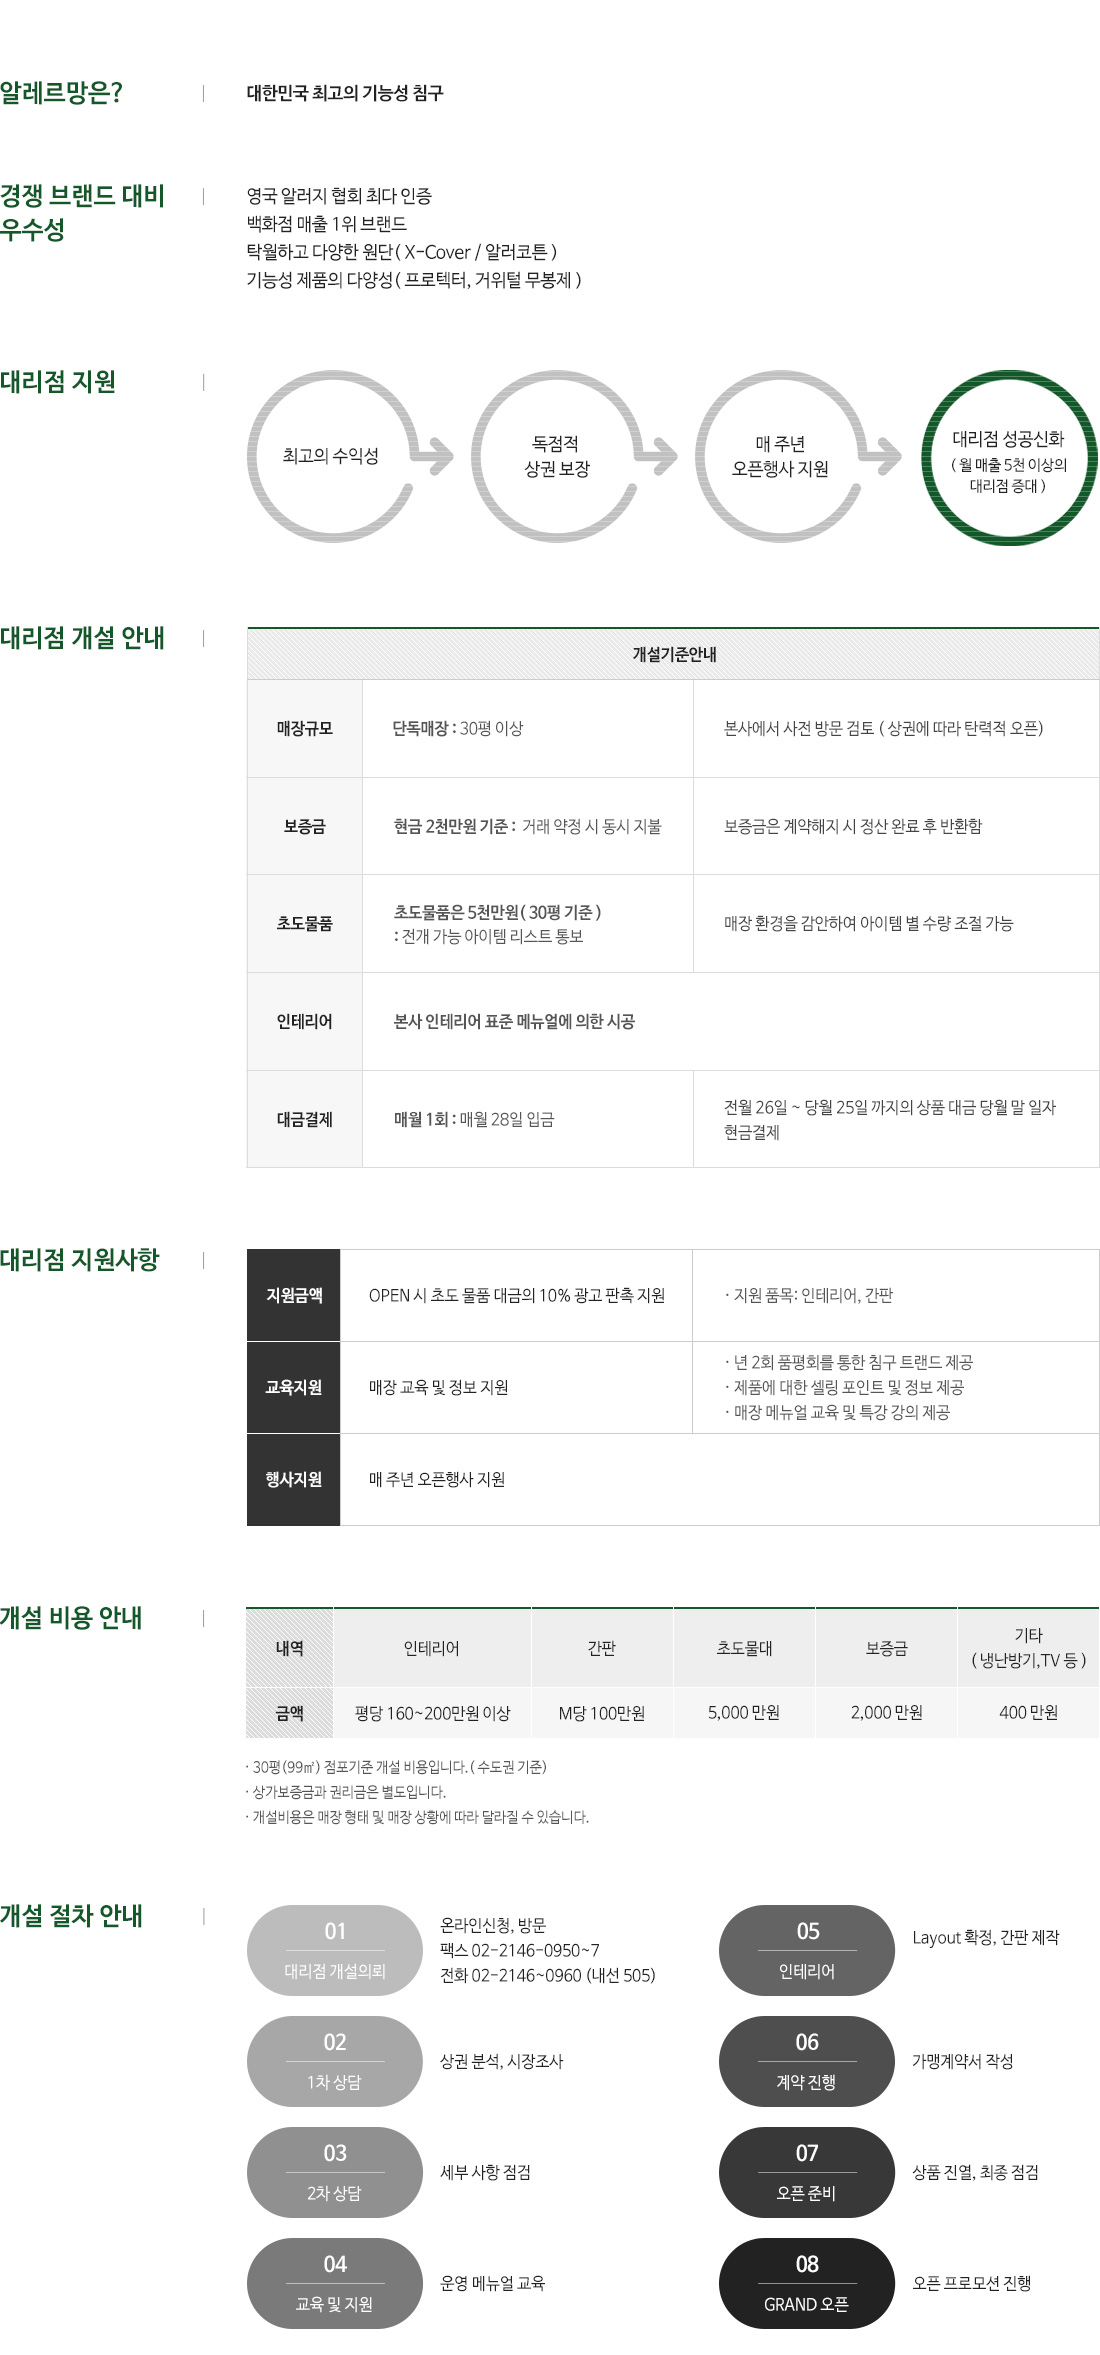 알레르망은?
대한민국 최고의 기능성 침구
경쟁 브랜드 대비
우수성
영국 알러지 협회 최다 인증
백화점 매출 1위 브랜드
탁월하고 다양한 원단( X-Cover / 알러코튼 )
기능성 제품의 다양성( 프로텍터, 거위털 무봉제 )
대리점 지원
최고의 수익성
독점적
상권 보장
매 주년
오픈행사 지원
대리점 성공신화
( 월 매출 5천 이상의
대리점 증대 )
대리점 개설 안내
개설기준안내
매장규모
단독매장 : 30평 이상
본사에서 사전 방문 검토 ( 상권에 따라 탄력적 오픈)
보증금
현금 2천만원 기준 : 거래 약정 시 동시 지불
보증금은 계약해지 시 정산 완료 후 반환함
초도물품
초도물품은 5천만원( 30평 기준 )
: 전개 가능 아이템 리스트 통보
매장 환경을 감안하여 아이템 별 수량 조절 가능
인테리어
본사 인테리어 표준 메뉴얼에 의한 시공
대금결제
매월 1회 : 매월 28일 입금
전월 26일 ~ 당월 25일 까지의 상품 대금 당월 말 일자
현금결제
대리점 지원사항
지원금액
OPEN 시 초도 물품 대금의 10% 광고 판촉 지원
· 지원 품목: 인테리어, 간판
교육지원
매장 교육 및 정보 지원
· 년 2회 품평회를 통한 침구 트랜드 제공
· 제품에 대한 셀링 포인트 및 정보 제공
· 매장 메뉴얼 교육 및 특강 강의 제공
행사지원
매 주년 오픈행사 지원
개설 비용 안내
내역
인테리어
간판
초도물대
보증금
기타
( 냉난방기,TV 등 )
금액
평당 160~200만원 이상
M당 100만원
5,000 만원
2,000 만원
400 만원
· 30평(99㎡) 점포기준 개설 비용입니다.( 수도권 기준)
· 상가보증금과 권리금은 별도입니다.
· 개설비용은 매장 형태 및 매장 상황에 따라 달라질 수 있습니다.
개설 절차 안내
01
대리점 개설의뢰
온라인신청, 방문
팩스 02-2146-0950~7
전화 02-2146~0960 (내선 505)
02
1차 상담
상권 분석, 시장조사
03
2차 상담
세부 사항 점검
04
교육 및 지원
운영 메뉴얼 교육
05
인테리어
Layout 확정, 간판 제작
06
계약 진행
가맹계약서 작성
07
오픈 준비
상품 진열, 최종 점검
08
GRAND 오픈
오픈 프로모션 진행